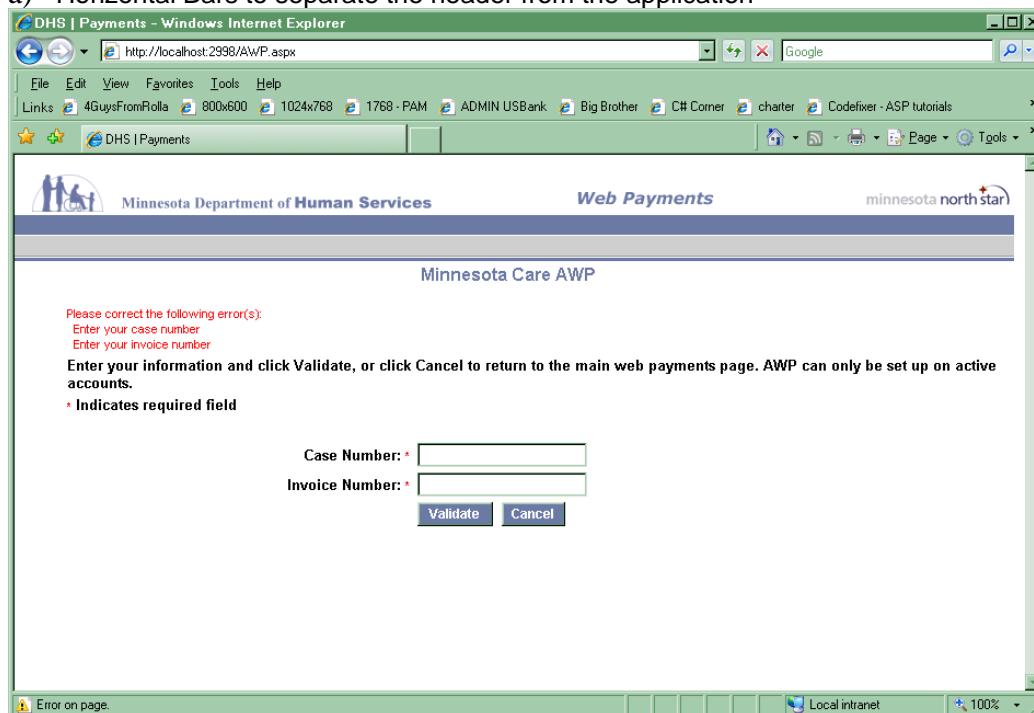 a) Horizontal Bars to separate the header from the application
DHS | Payments - Windows Internet Explorer
http://localhost:2998/AWP.aspx Google
File Edit View Favorites Tools Help
Links 4GuysFromRolla 800x600 1024x768 1768 - PAM ADMIN USBank Big Brother C# Corner charter Codefixer - ASP tutorials
DHS | Payments Page Tools
Minnesota Department of Human Services Web Payments minnesota north star
Minnesota Care AWP
Please correct the following error(s):
Enter your case number
Enter your invoice number
Enter your information and click Validate, or click Cancel to return to the main web payments page. AWP can only be set up on active
accounts.
* Indicates required field
Case Number: *
Invoice Number: *
Validate Cancel
Error on page. Local intranet 100%